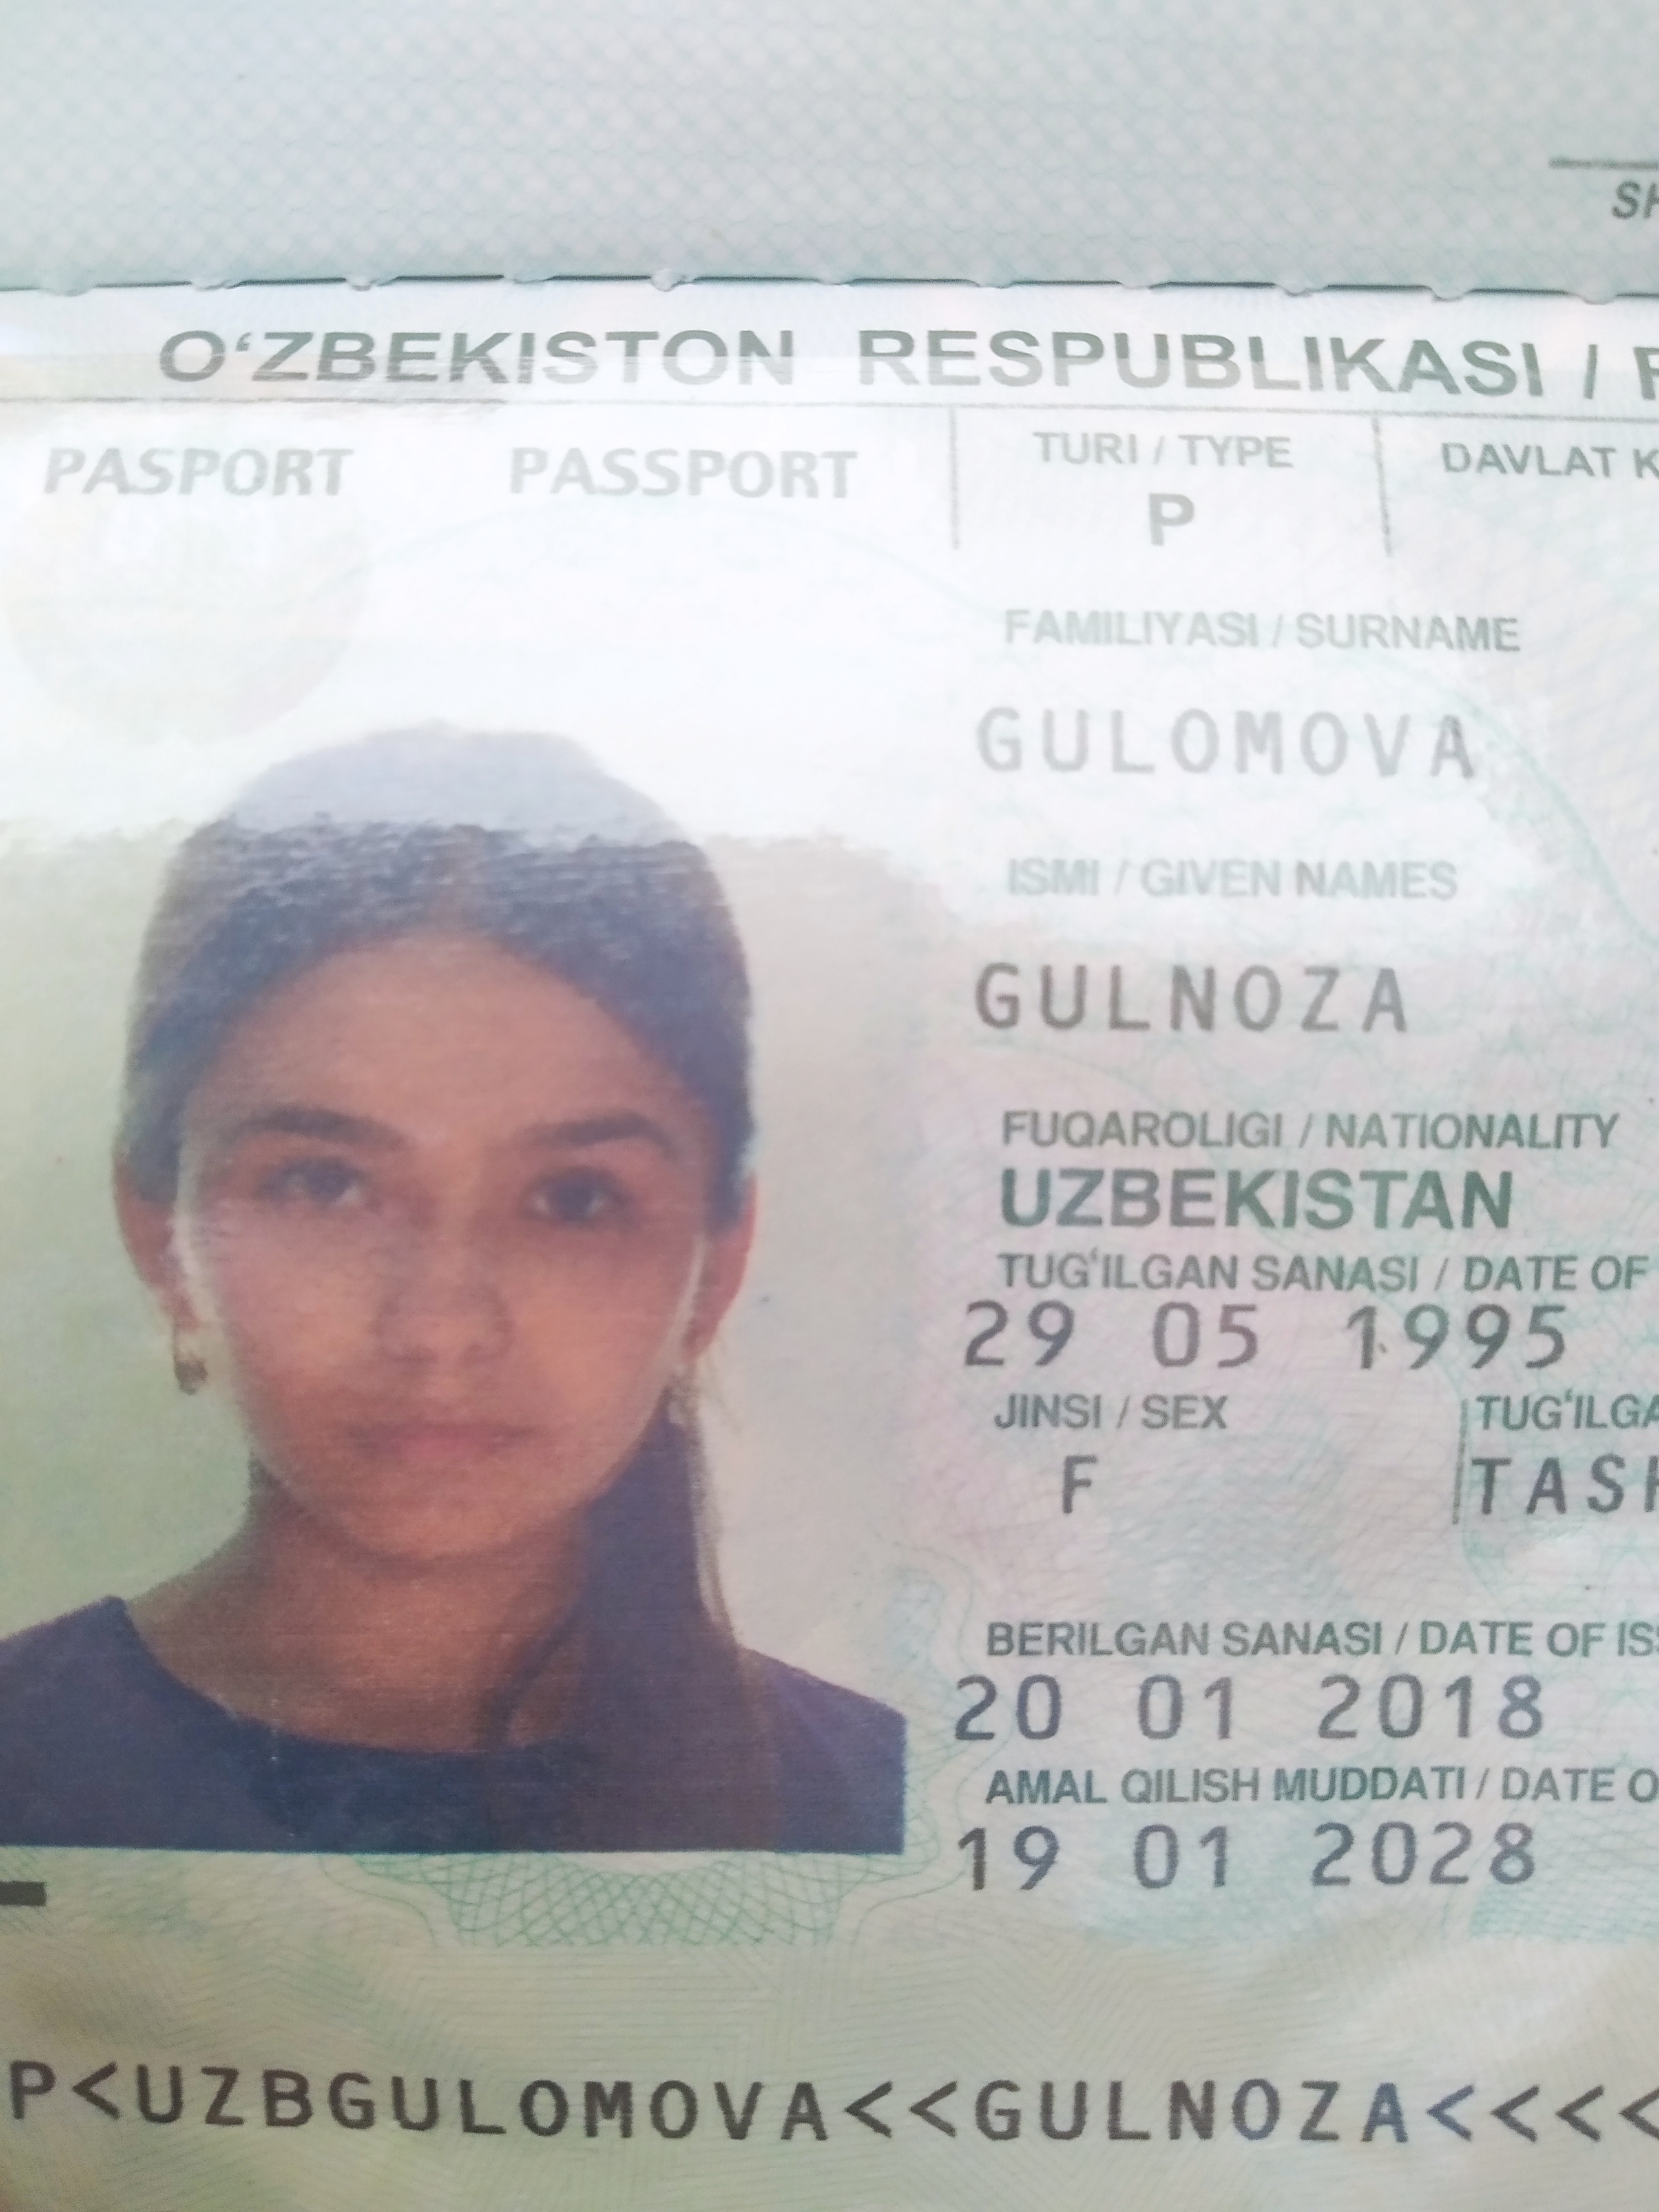 SH
O‘ZBEKISTON RESPUBLIKASI / R
PASPORT PASSPORT
TURI / TYPE
P
DAVLAT K
FAMILIYASI / SURNAME
GULOMOVA
ISMI / GIVEN NAMES
GULNOZA
FUQAROLIGI / NATIONALITY
UZBEKISTAN
TUG‘ILGAN SANASI / DATE OF
29 05 1995
JINSI / SEX
F
TUG‘ILGA
TASH
BERILGAN SANASI / DATE OF ISS
20 01 2018
AMAL QILISH MUDDATI / DATE O
19 01 2028
P<UZBGULOMOVA<<GULNOZA<<<<